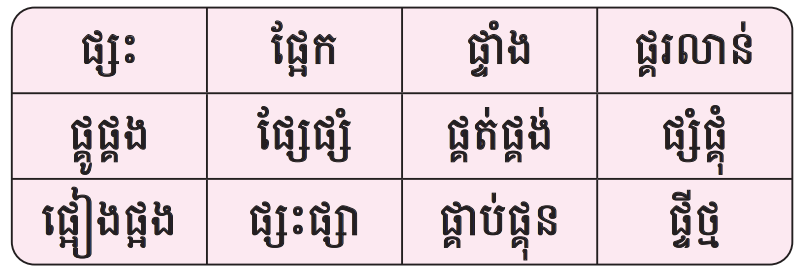 ផ្សះ ផ្អែក ផ្ទាំង ផ្គរលាន់
ផ្គូផ្គង ផ្សែផ្សំ ផ្គត់ផ្គង់ ផ្សំផ្គុំ
ផ្អៀងផ្អង ផ្សះផ្សា ផ្គាប់ផ្គុន ផ្ទីថ្ម